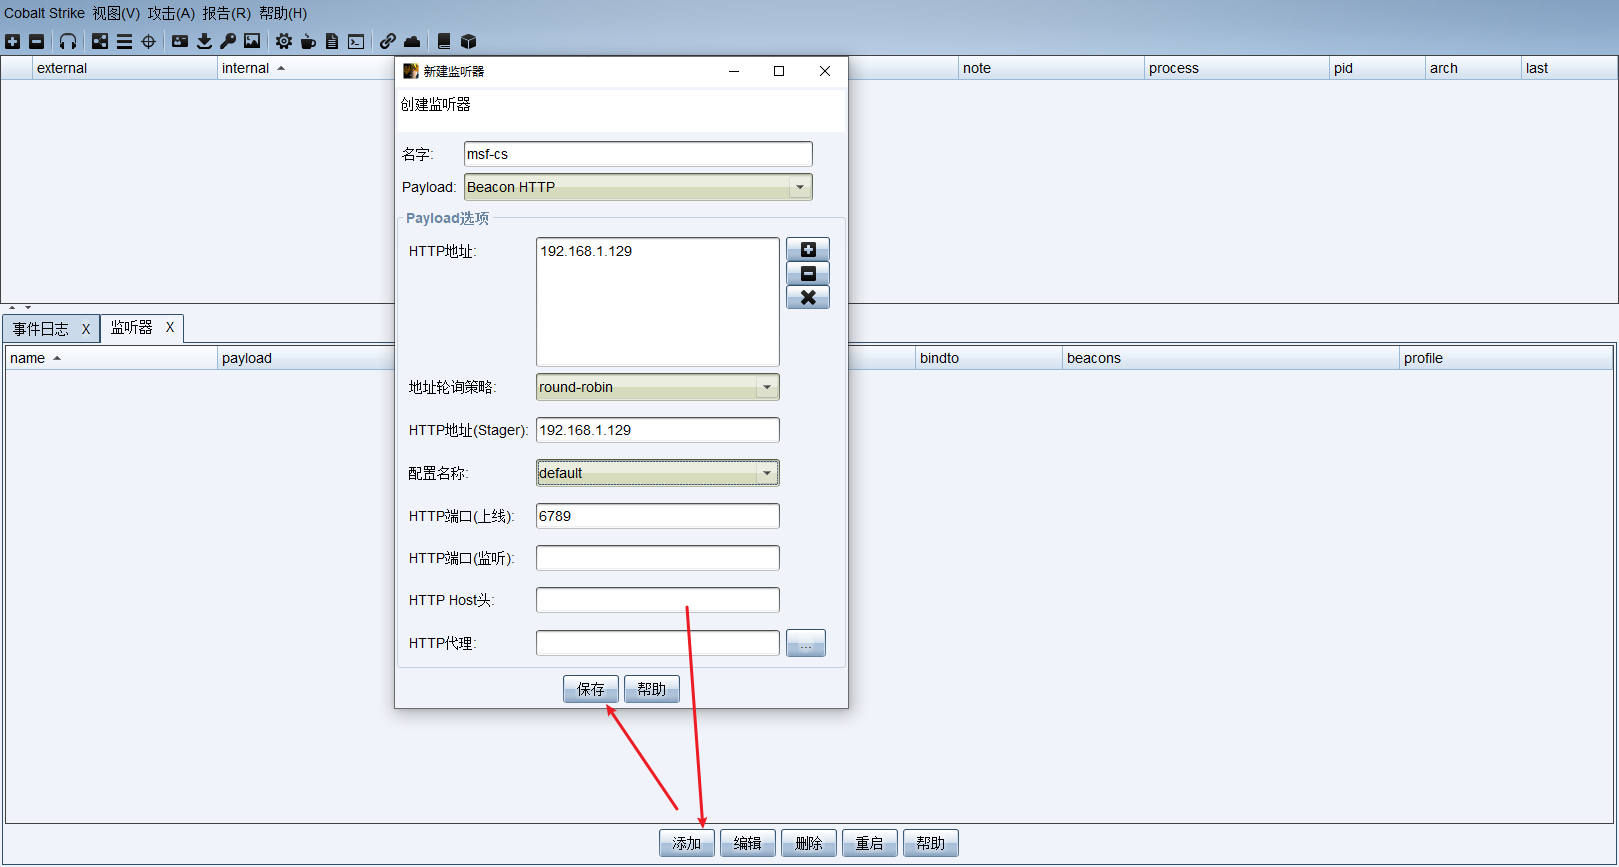 Cobalt Strike 视图(V) 攻击(A) 报告(R) 帮助(H)
external internal note process pid arch last
新建监听器
创建监听器
名字: msf-cs
Payload: Beacon HTTP
Payload选项
HTTP地址: 192.168.1.129
事件日志 X 监听器 X
name payload bindto beacons profile
地址轮询策略: round-robin
HTTP地址(Stager): 192.168.1.129
配置名称: default
HTTP端口(上线): 6789
HTTP端口(监听):
HTTP Host头:
HTTP代理: ...
保存 帮助
添加 编辑 删除 重启 帮助